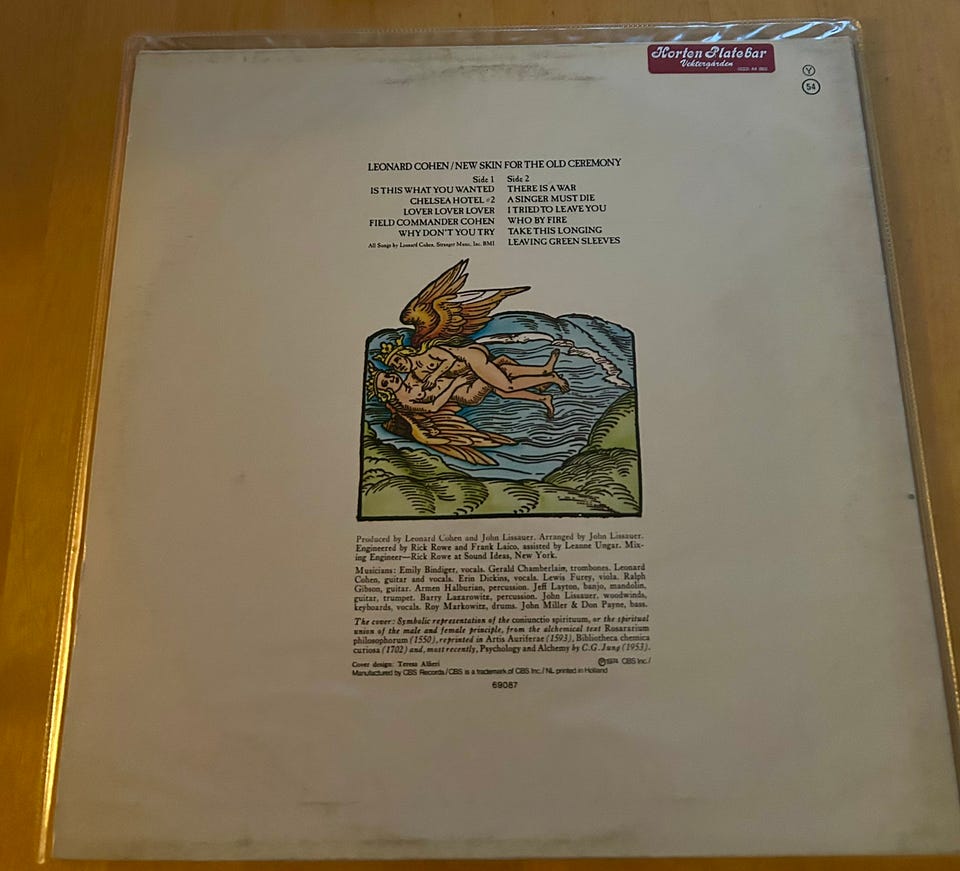 Horten Platebar
Vektergården
Y
54
LEONARD COHEN/NEW SKIN FOR THE OLD CEREMONY
Side 1
IS THIS WHAT YOU WANTED
CHELSEA HOTEL #2
LOVER LOVER LOVER
FIELD COMMANDER COHEN
WHY DON'T YOU TRY
All Songs by Leonard Cohen, Stranger Music, Inc. BMI
Side 2
THERE IS A WAR
A SINGER MUST DIE
I TRIED TO LEAVE YOU
WHO BY FIRE
TAKE THIS LONGING
LEAVING GREEN SLEEVES
Produced by Leonard Cohen and John Lissauer. Arranged by John Lissauer.
Engineered by Rick Rowe and Frank Laico, assisted by Leanne Ungar. Mix-
ing Engineer—Rick Rowe at Sound Ideas, New York.
Musicians: Emily Bindiger, vocals. Gerald Chamberlain, trombones. Leonard
Cohen, guitar and vocals. Erin Dickins, vocals. Lewis Furey, viola. Ralph
Gibson, guitar. Armen Halburian, percussion. Jeff Layton, banjo, mandolin,
guitar, trumpet. Barry Lazarowitz, percussion. John Lissauer, woodwinds,
keyboards, vocals. Roy Markowitz, drums. John Miller & Don Payne, bass.
The cover: Symbolic representation of the coniunctio spirituum, or the spiritual
union of the male and female principle, from the alchemical text Rosarium
philosophorum (1550), reprinted in Artis Auriferae (1593), Bibliotheca chemica
curiosa (1702) and, most recently, Psychology and Alchemy by C.G. Jung (1953).
Cover design: Teresa Alfieri
℗1974 CBS Inc./
Manufactured by CBS Records/CBS is a trademark of CBS Inc./NL printed in Holland
69087